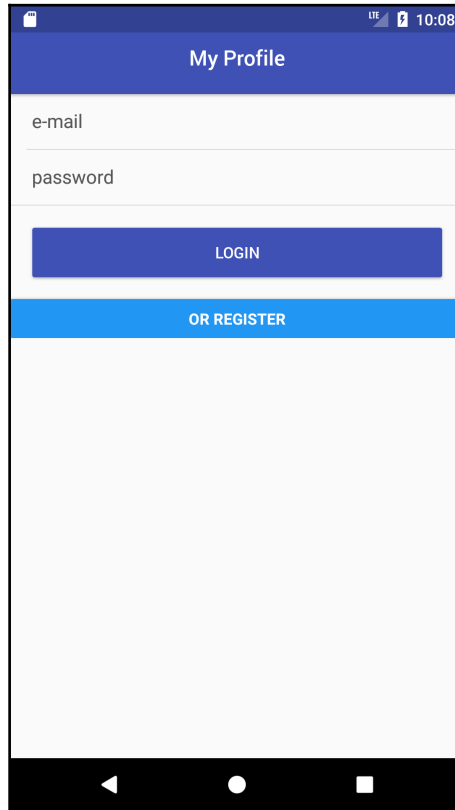 LTE 10:08
My Profile
e-mail
password
LOGIN
OR REGISTER